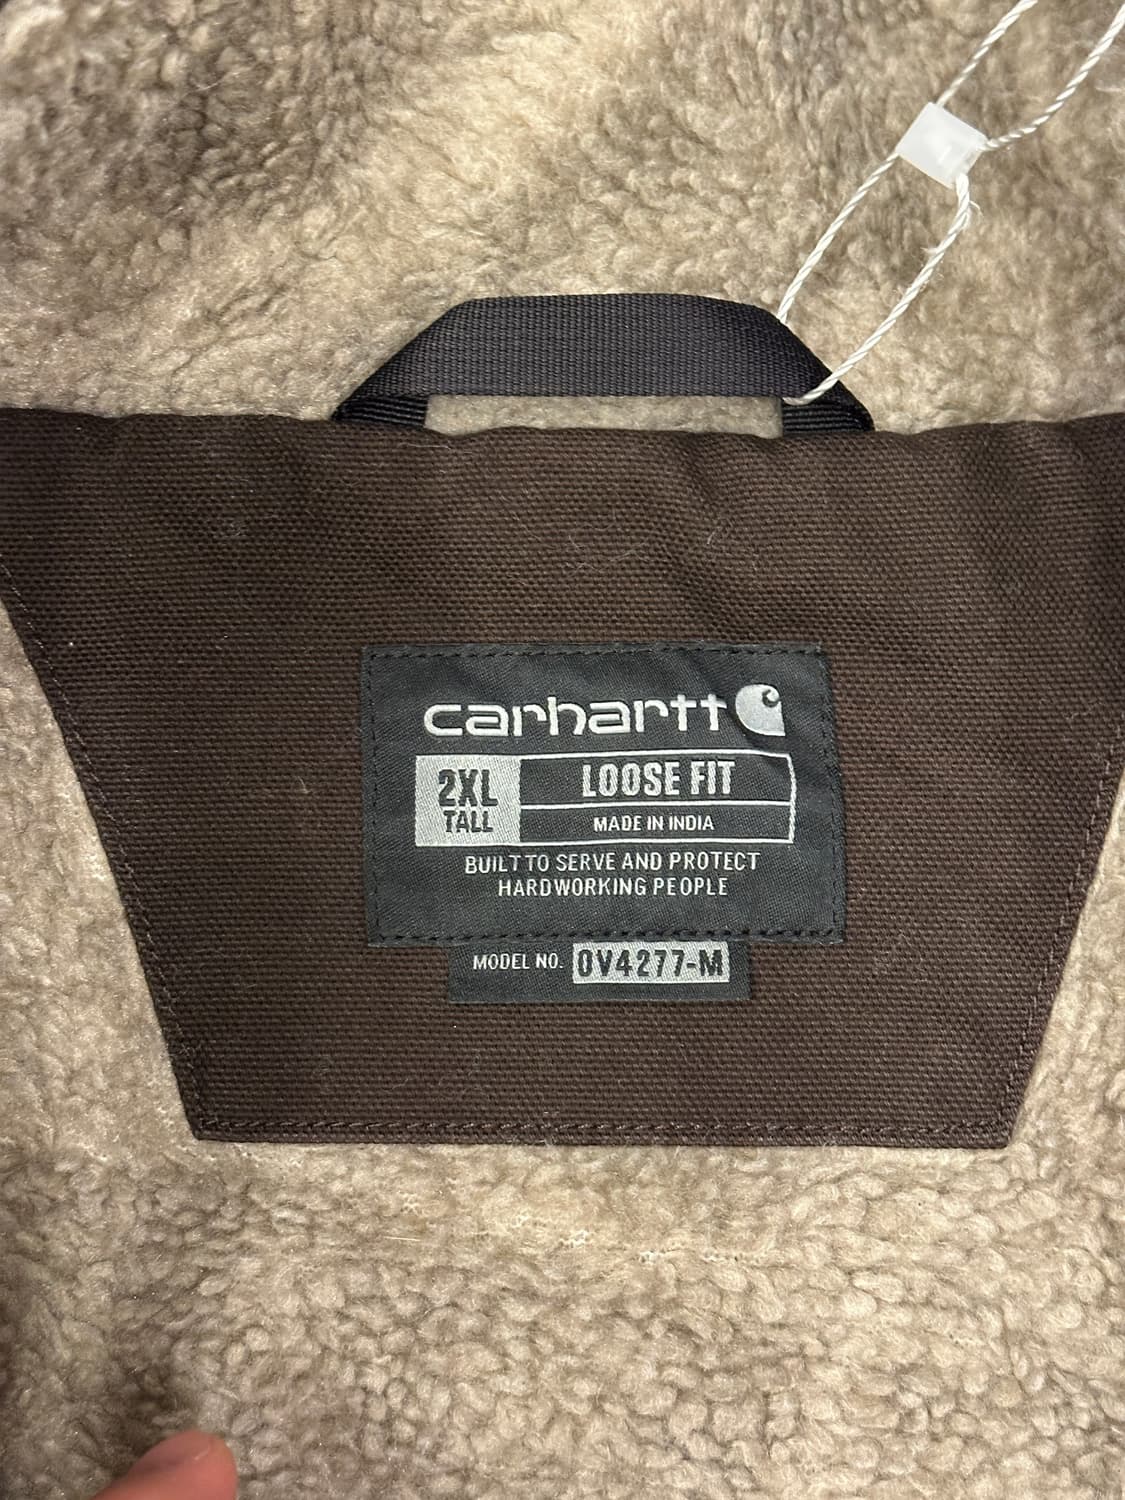 carhartt
2XL
TALL
LOOSE FIT
MADE IN INDIA
BUILT TO SERVE AND PROTECT
HARDWORKING PEOPLE
MODEL NO. OV4277-M